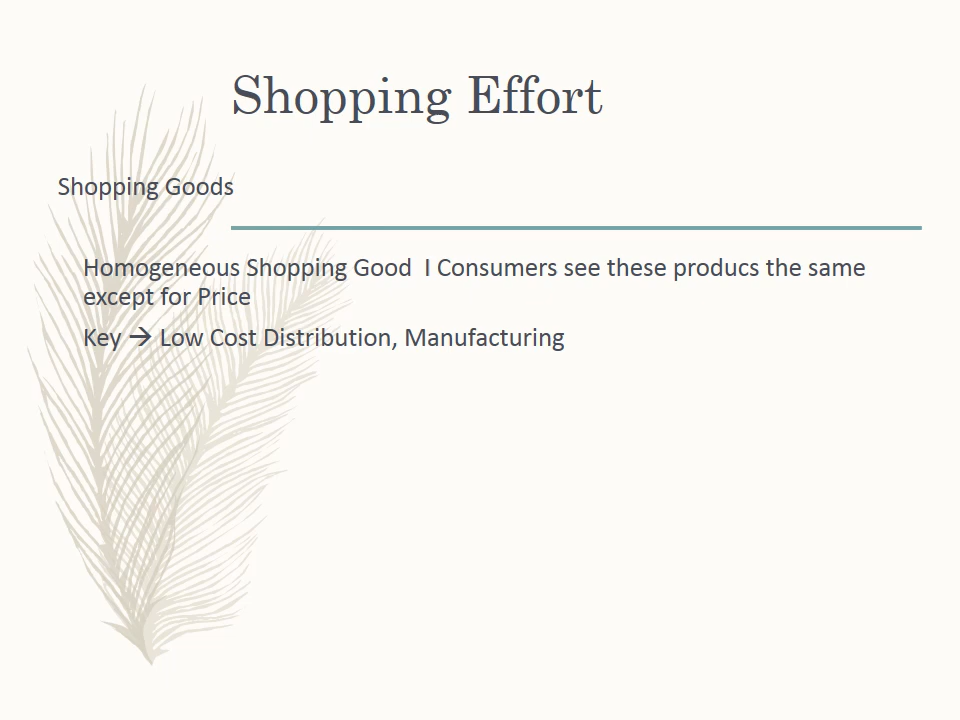 Shopping Effort
Shopping Goods
Homogeneous Shopping Good  I Consumers see these producs the same
except for Price
Key → Low Cost Distribution, Manufacturing